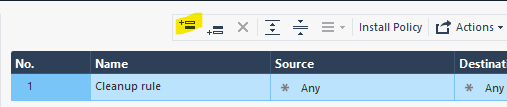 Install Policy Actions
No. Name Source Destinat
1 Cleanup rule * Any * Any